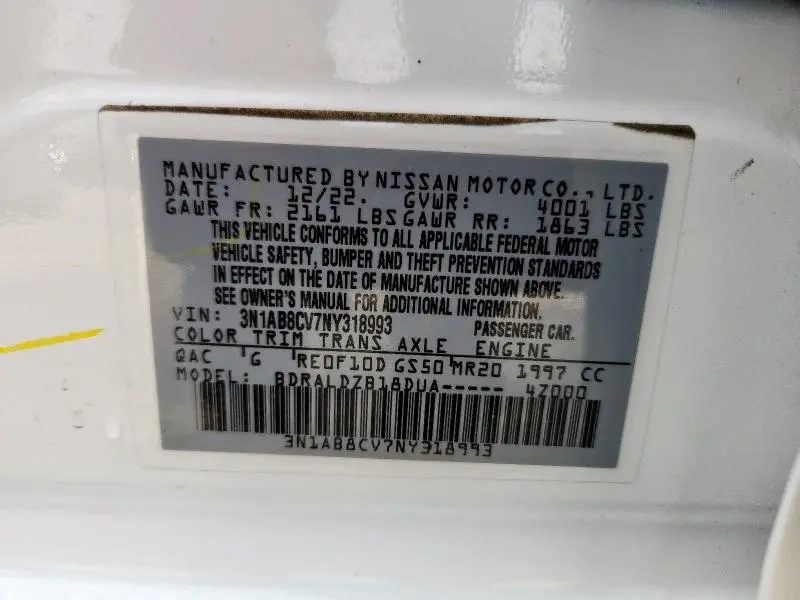 MANUFACTURED BY NISSAN MOTOR CO., LTD.
DATE: 12/22. GVWR: 4001 LBS
GAWR FR: 2161 LBS GAWR RR: 1863 LBS
THIS VEHICLE CONFORMS TO ALL APPLICABLE FEDERAL MOTOR
VEHICLE SAFETY, BUMPER AND THEFT PREVENTION STANDARDS
IN EFFECT ON THE DATE OF MANUFACTURE SHOWN ABOVE.
SEE OWNER'S MANUAL FOR ADDITIONAL INFORMATION.
VIN: 3N1AB8CV7NY318993 PASSENGER CAR.
COLOR TRIM TRANS AXLE ENGINE
QAC G RE0F10D GS50 MR20 1997 CC
MODEL: BDRALDZB18DUA----- 4Z000
3N1AB8CV7NY318993